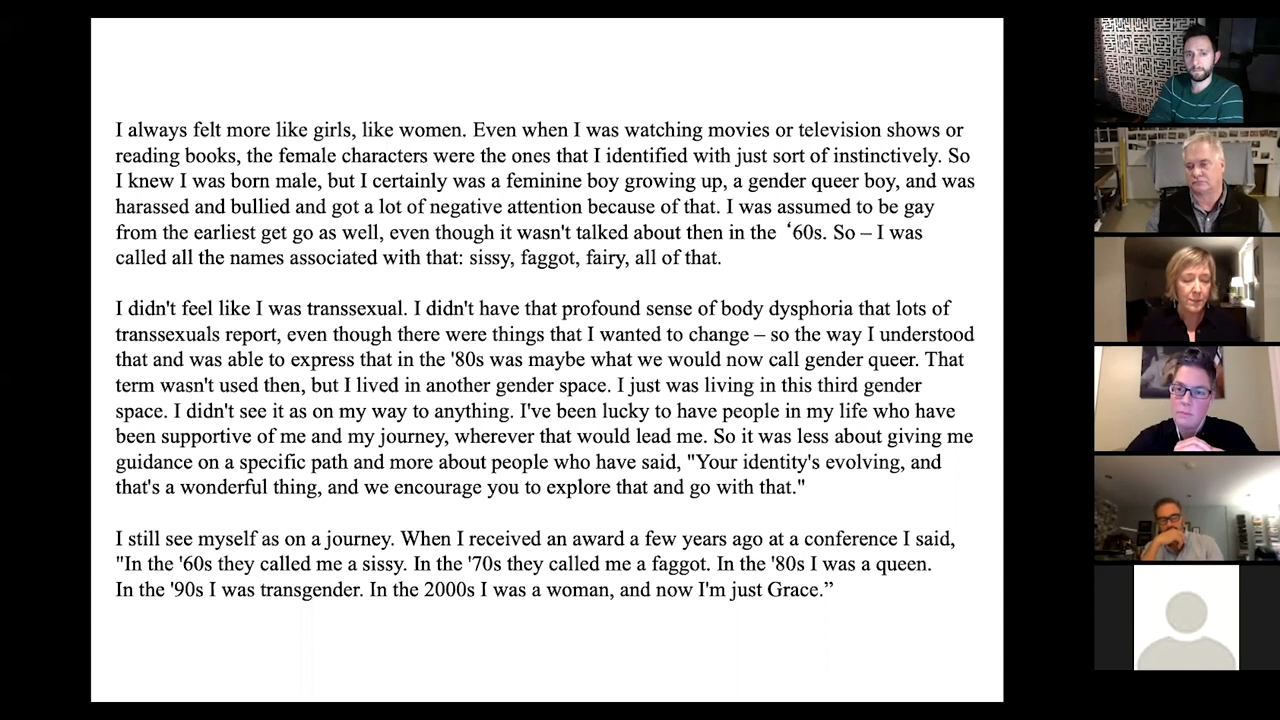 I always felt more like girls, like women. Even when I was watching movies or television shows or
reading books, the female characters were the ones that I identified with just sort of instinctively. So
I knew I was born male, but I certainly was a feminine boy growing up, a gender queer boy, and was
harassed and bullied and got a lot of negative attention because of that. I was assumed to be gay
from the earliest get go as well, even though it wasn't talked about then in the ‘60s. So – I was
called all the names associated with that: sissy, faggot, fairy, all of that.
I didn't feel like I was transsexual. I didn't have that profound sense of body dysphoria that lots of
transsexuals report, even though there were things that I wanted to change – so the way I understood
that and was able to express that in the '80s was maybe what we would now call gender queer. That
term wasn't used then, but I lived in another gender space. I just was living in this third gender
space. I didn't see it as on my way to anything. I've been lucky to have people in my life who have
been supportive of me and my journey, wherever that would lead me. So it was less about giving me
guidance on a specific path and more about people who have said, "Your identity's evolving, and
that's a wonderful thing, and we encourage you to explore that and go with that."
I still see myself as on a journey. When I received an award a few years ago at a conference I said,
"In the '60s they called me a sissy. In the '70s they called me a faggot. In the '80s I was a queen.
In the '90s I was transgender. In the 2000s I was a woman, and now I'm just Grace.”